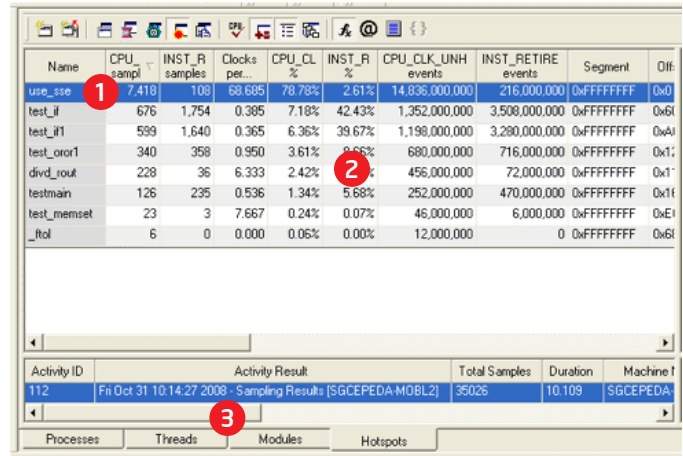 Name CPU_ sampl INST_R samples Clocks per... CPU_CL % INST_R % CPU_CLK_UNH events INST_RETIRE events Segment Off
use_sse 1 7,418 108 68.685 78.78% 2.61% 14,836,000,000 216,000,000 0xFFFFFFFF 0x0
test_if 676 1,754 0.385 7.18% 42.43% 1,352,000,000 3,508,000,000 0xFFFFFFFF
test_if1 599 1,640 0.365 6.36% 39.67% 1,198,000,000 3,280,000,000 0xFFFFFFFF
test_oror1 340 358 0.950 3.61% 680,000,000 716,000,000 0xFFFFFFFF 0x12
divd_rout 228 36 6.333 2.42% 2 456,000,000 72,000,000 0xFFFFFFFF
testmain 126 235 0.536 1.34% 5.68% 252,000,000 470,000,000 0xFFFFFFFF
test_memset 23 3 7.667 0.24% 0.07% 46,000,000 6,000,000 0xFFFFFFFF
_ftol 6 0 0.000 0.06% 0.00% 12,000,000 0 0xFFFFFFFF
Activity ID Activity Result Total Samples Duration Machine
112 Fri Oct 31 10:14:27 2008 - Sampling Results [SGCEPEDA-MOBL2] 35026 10.109 SGCEPEDA-
3
Processes Threads Modules Hotspots